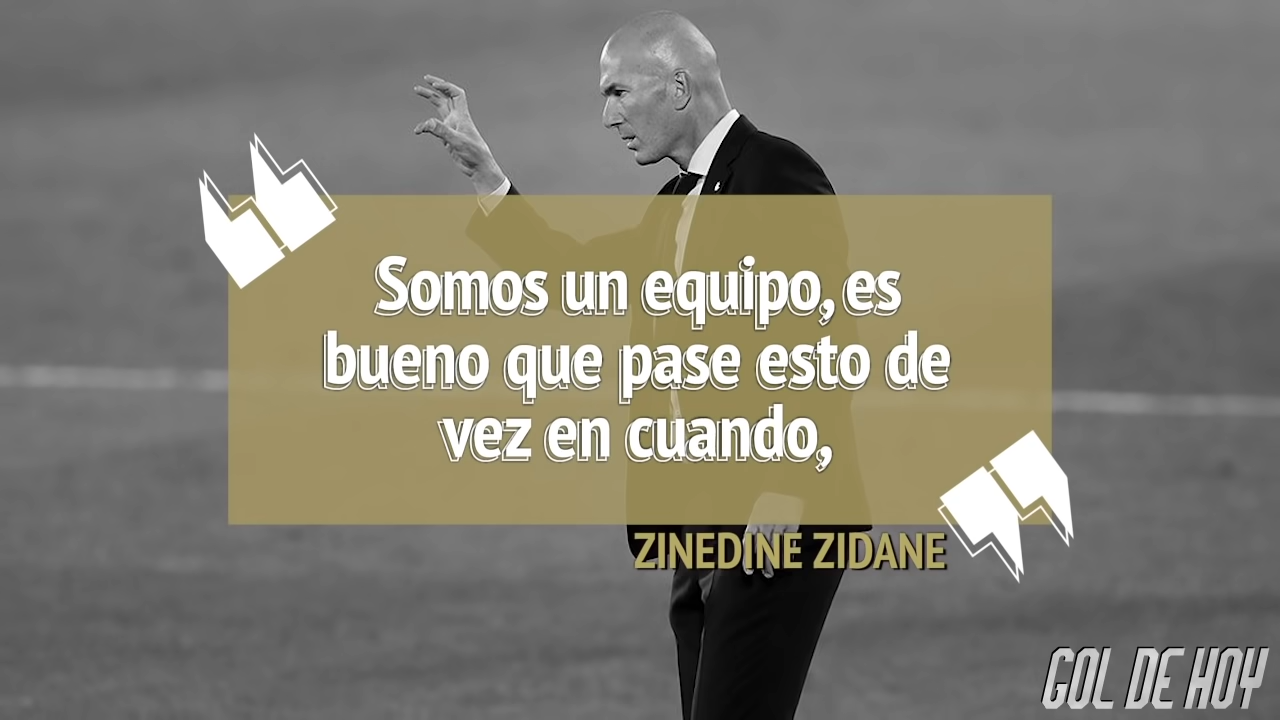 Somos un equipo, es
bueno que pase esto de
vez en cuando,
ZINEDINE ZIDANE
GOL DE HOY